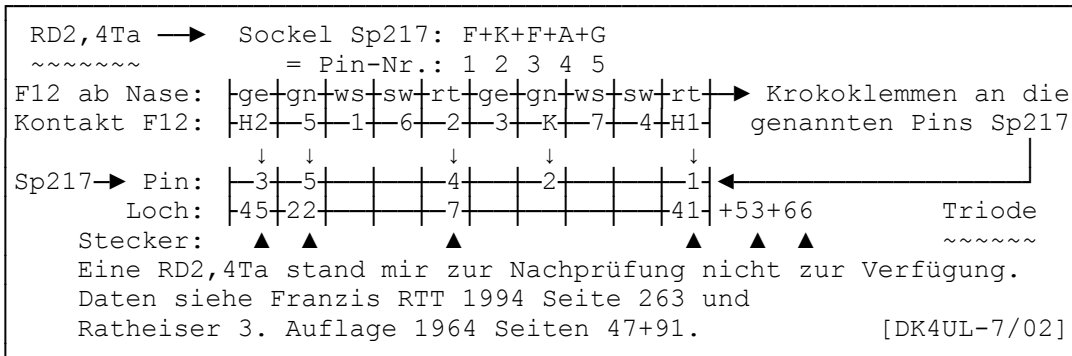 RD2,4Ta ──► Sockel Sp217: F+K+F+A+G
~~~~~~~ = Pin-Nr.: 1 2 3 4 5
F12 ab Nase: ├ge┼gn┼ws┼sw┼rt┼ge┼gn┼ws┼sw┼rt┼─► Krokoklemmen an die
Kontakt F12: ├H2┼─5┼─1┼─6┼─2┼─3┼─K┼─7┼─4┼H1┤ genannten Pins Sp217
↓ ↓ ↓ ↓ ↓
Sp217─► Pin: ├─3┼─5┼──┼──┼─4┼──┼─2┼──┼──┼─1┤◄
Loch: ├45┼22┼──┼──┼─7┼──┼──┼──┼──┼41┤+53+66 Triode
Stecker: ▲ ▲ ▲ ▲ ▲ ▲ ~~~~~~
Eine RD2,4Ta stand mir zur Nachprüfung nicht zur Verfügung.
Daten siehe Franzis RTT 1994 Seite 263 und
Ratheiser 3. Auflage 1964 Seiten 47+91. [DK4UL-7/02]